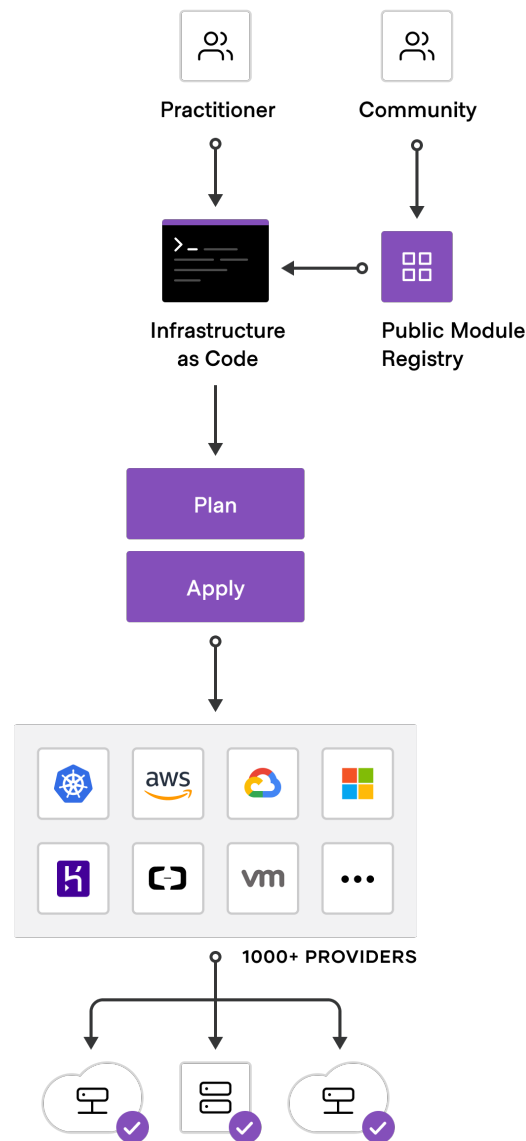 Practitioner
Community
Infrastructure
as Code
Public Module
Registry
Plan
Apply
aws
vm
1000+ PROVIDERS